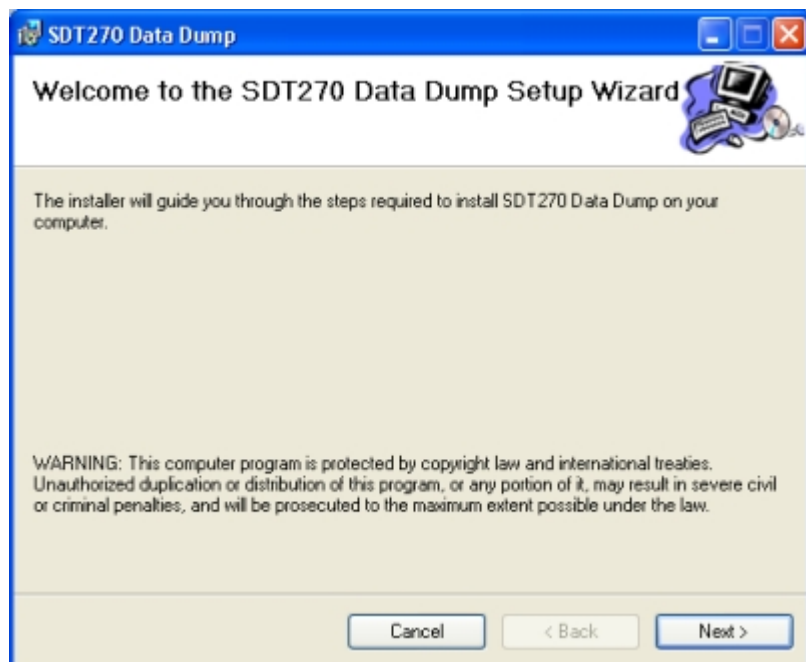 SDT270 Data Dump
Welcome to the SDT270 Data Dump Setup Wizard
The installer will guide you through the steps required to install SDT270 Data Dump on your
computer.
WARNING: This computer program is protected by copyright law and international treaties.
Unauthorized duplication or distribution of this program, or any portion of it, may result in severe civil
or criminal penalties, and will be prosecuted to the maximum extent possible under the law.
Cancel
< Back
Next >